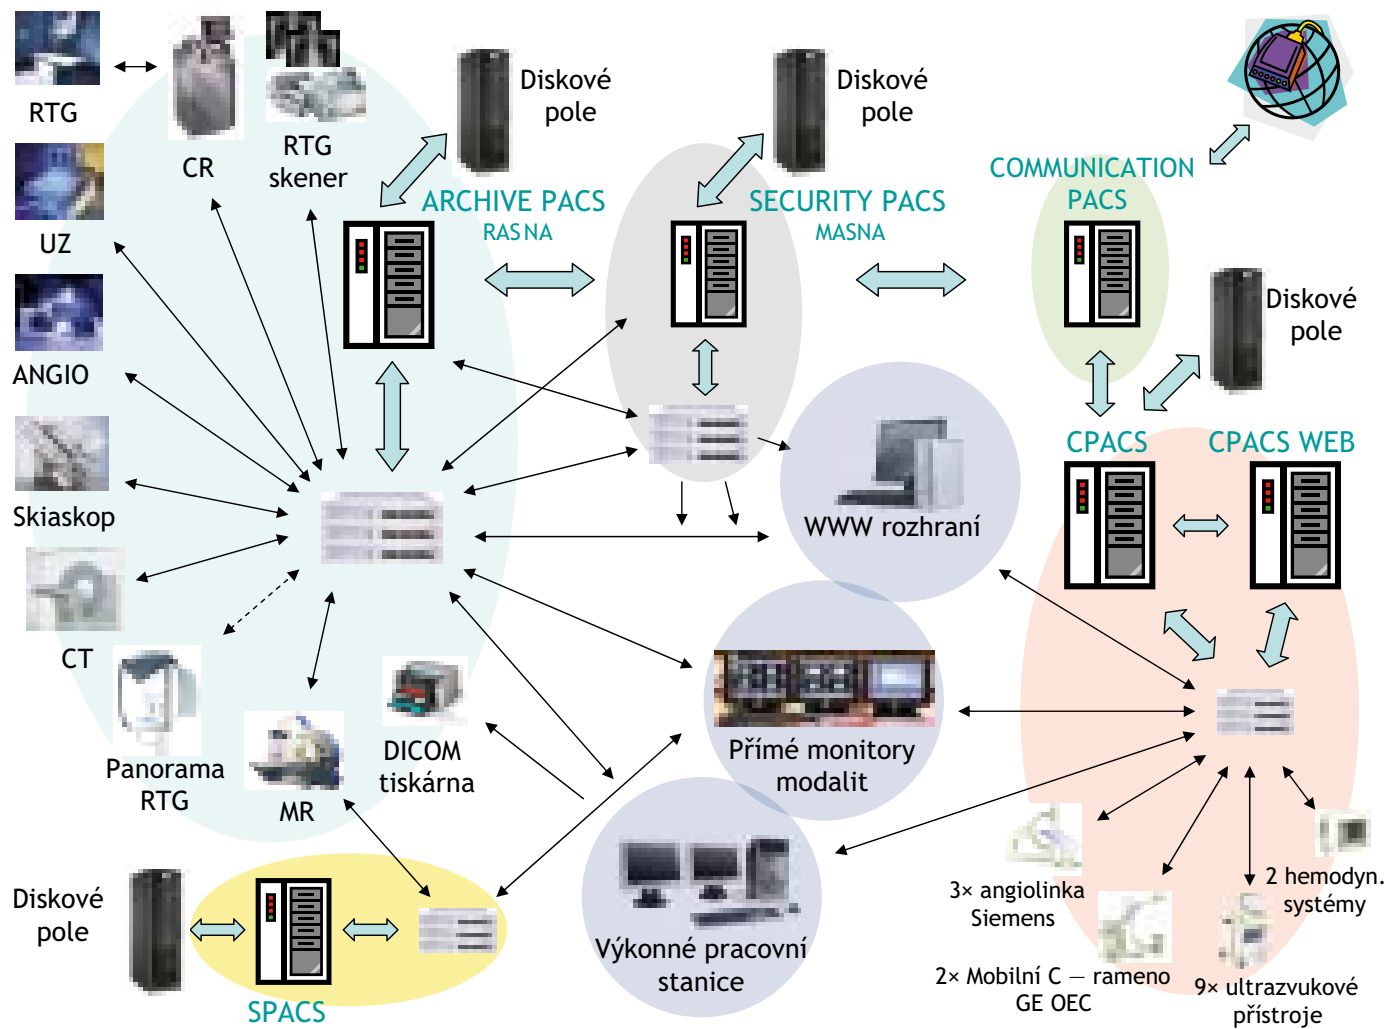 RTG
CR
RTG
skener
Diskové
pole
Diskové
pole
UZ
ARCHIVE PACS
RASNA
SECURITY PACS
MASNA
COMMUNICATION
PACS
ANGIO
Diskové
pole
Skiaskop
CPACS
CPACS WEB
WWW rozhraní
CT
Panorama
RTG
MR
DICOM
tiskárna
Přímé monitory
modalit
Diskové
pole
SPACS
Výkonné pracovní
stanice
3× angiolinka
Siemens
2 hemodyn.
systémy
2× Mobilní C – rameno
GE OEC
9× ultrazvukové
přístroje